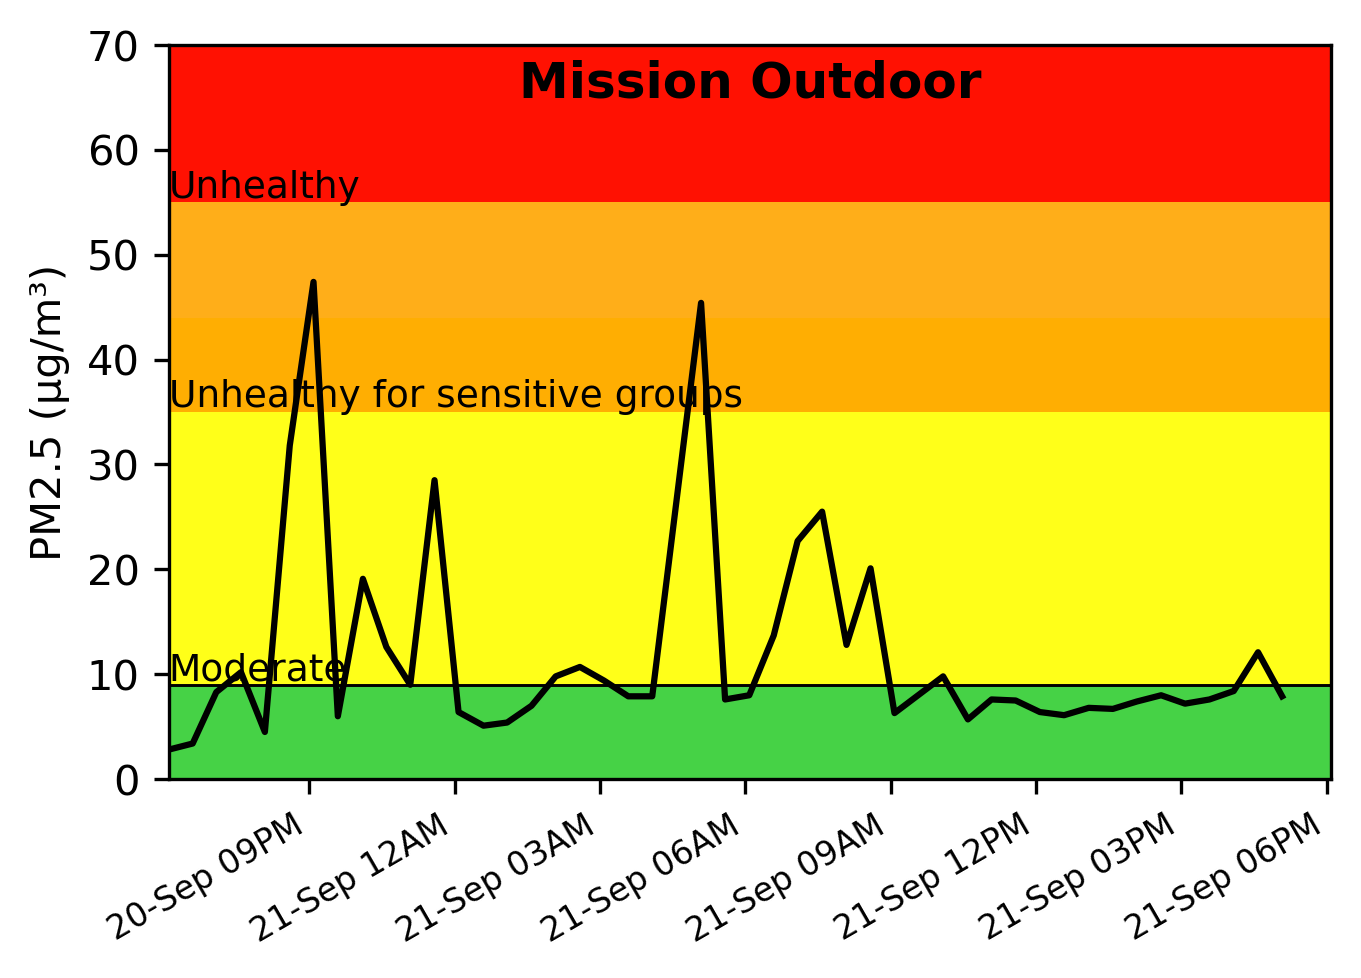 Mission Outdoor
PM2.5 (µg/m³)
70
60
50
40
30
20
10
0
Unhealthy
Unhealthy for sensitive groups
Moderate
20-Sep 09PM
21-Sep 12AM
21-Sep 03AM
21-Sep 06AM
21-Sep 09AM
21-Sep 12PM
21-Sep 03PM
21-Sep 06PM